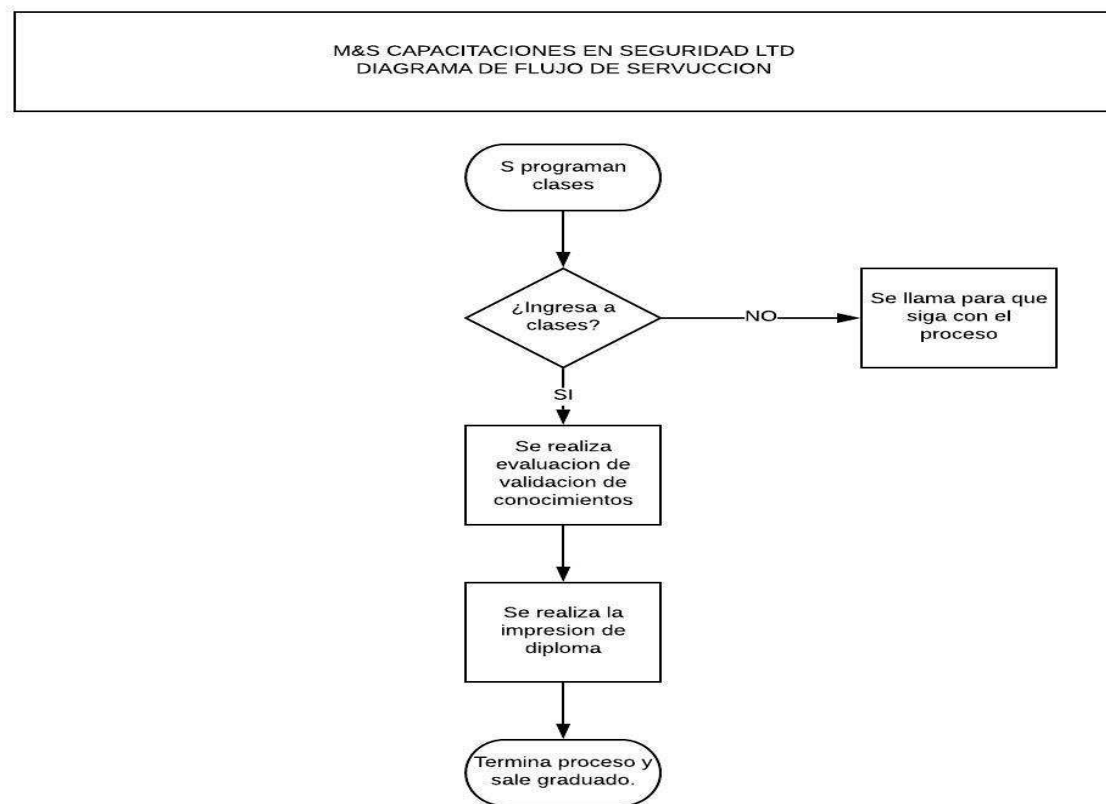 M&S CAPACITACIONES EN SEGURIDAD LTD
DIAGRAMA DE FLUJO DE SERVUCCION
S programan
clases
¿Ingresa a
clases?
NO
Se llama para que
siga con el
proceso
SI
Se realiza
evaluacion de
validacion de
conocimientos
Se realiza la
impresion de
diploma
Termina proceso y
sale graduado.